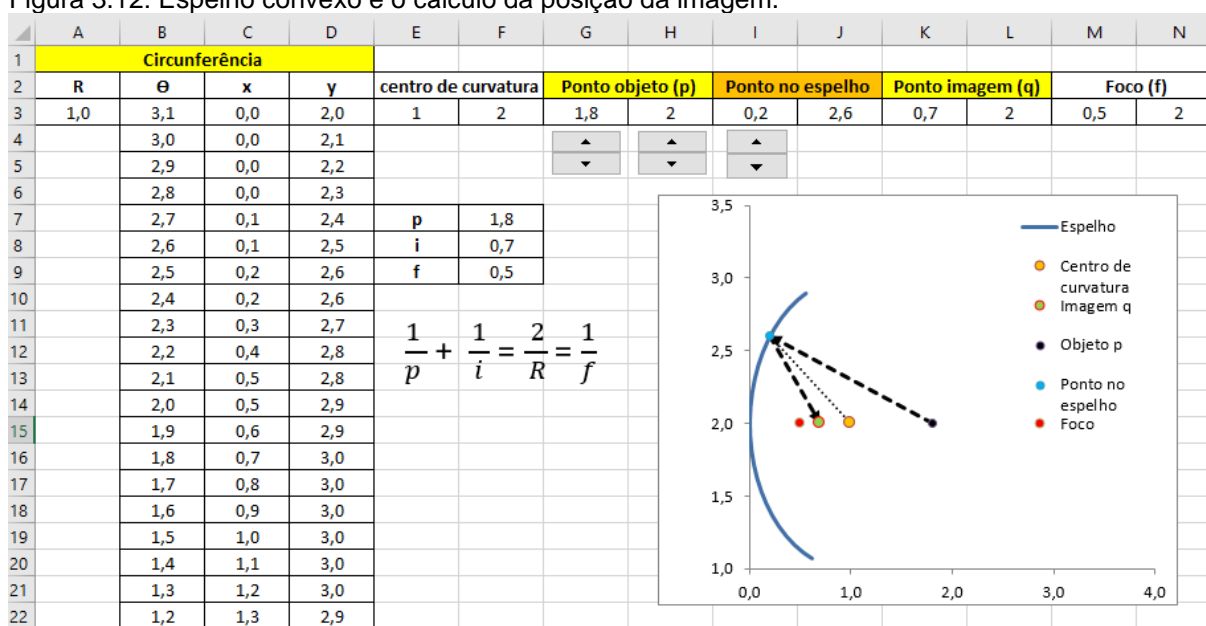 Figura 3.12: Espelho convexo e o cálculo da posição da imagem.
A B C D E F G H I J K L M N
1 Circunferência
2 R Θ x y centro de curvatura Ponto objeto (p) Ponto no espelho Ponto imagem (q) Foco (f)
3 1,0 3,1 0,0 2,0 1 2 1,8 2 0,2 2,6 0,7 2 0,5 2
4 3,0 0,0 2,1
5 2,9 0,0 2,2
6 2,8 0,0 2,3
7 2,7 0,1 2,4 p 1,8
8 2,6 0,1 2,5 i 0,7
9 2,5 0,2 2,6 f 0,5
10 2,4 0,2 2,6
11 2,3 0,3 2,7
12 2,2 0,4 2,8
13 2,1 0,5 2,8
14 2,0 0,5 2,9
15 1,9 0,6 2,9
16 1,8 0,7 3,0
17 1,7 0,8 3,0
18 1,6 0,9 3,0
19 1,5 1,0 3,0
20 1,4 1,1 3,0
21 1,3 1,2 3,0
22 1,2 1,3 2,9
1/p + 1/i = 2/R = 1/f
3,5
3,0
2,5
2,0
1,5
1,0
0,0 1,0 2,0 3,0 4,0
Espelho
Centro de
curvatura
Imagem q
Objeto p
Ponto no
espelho
Foco